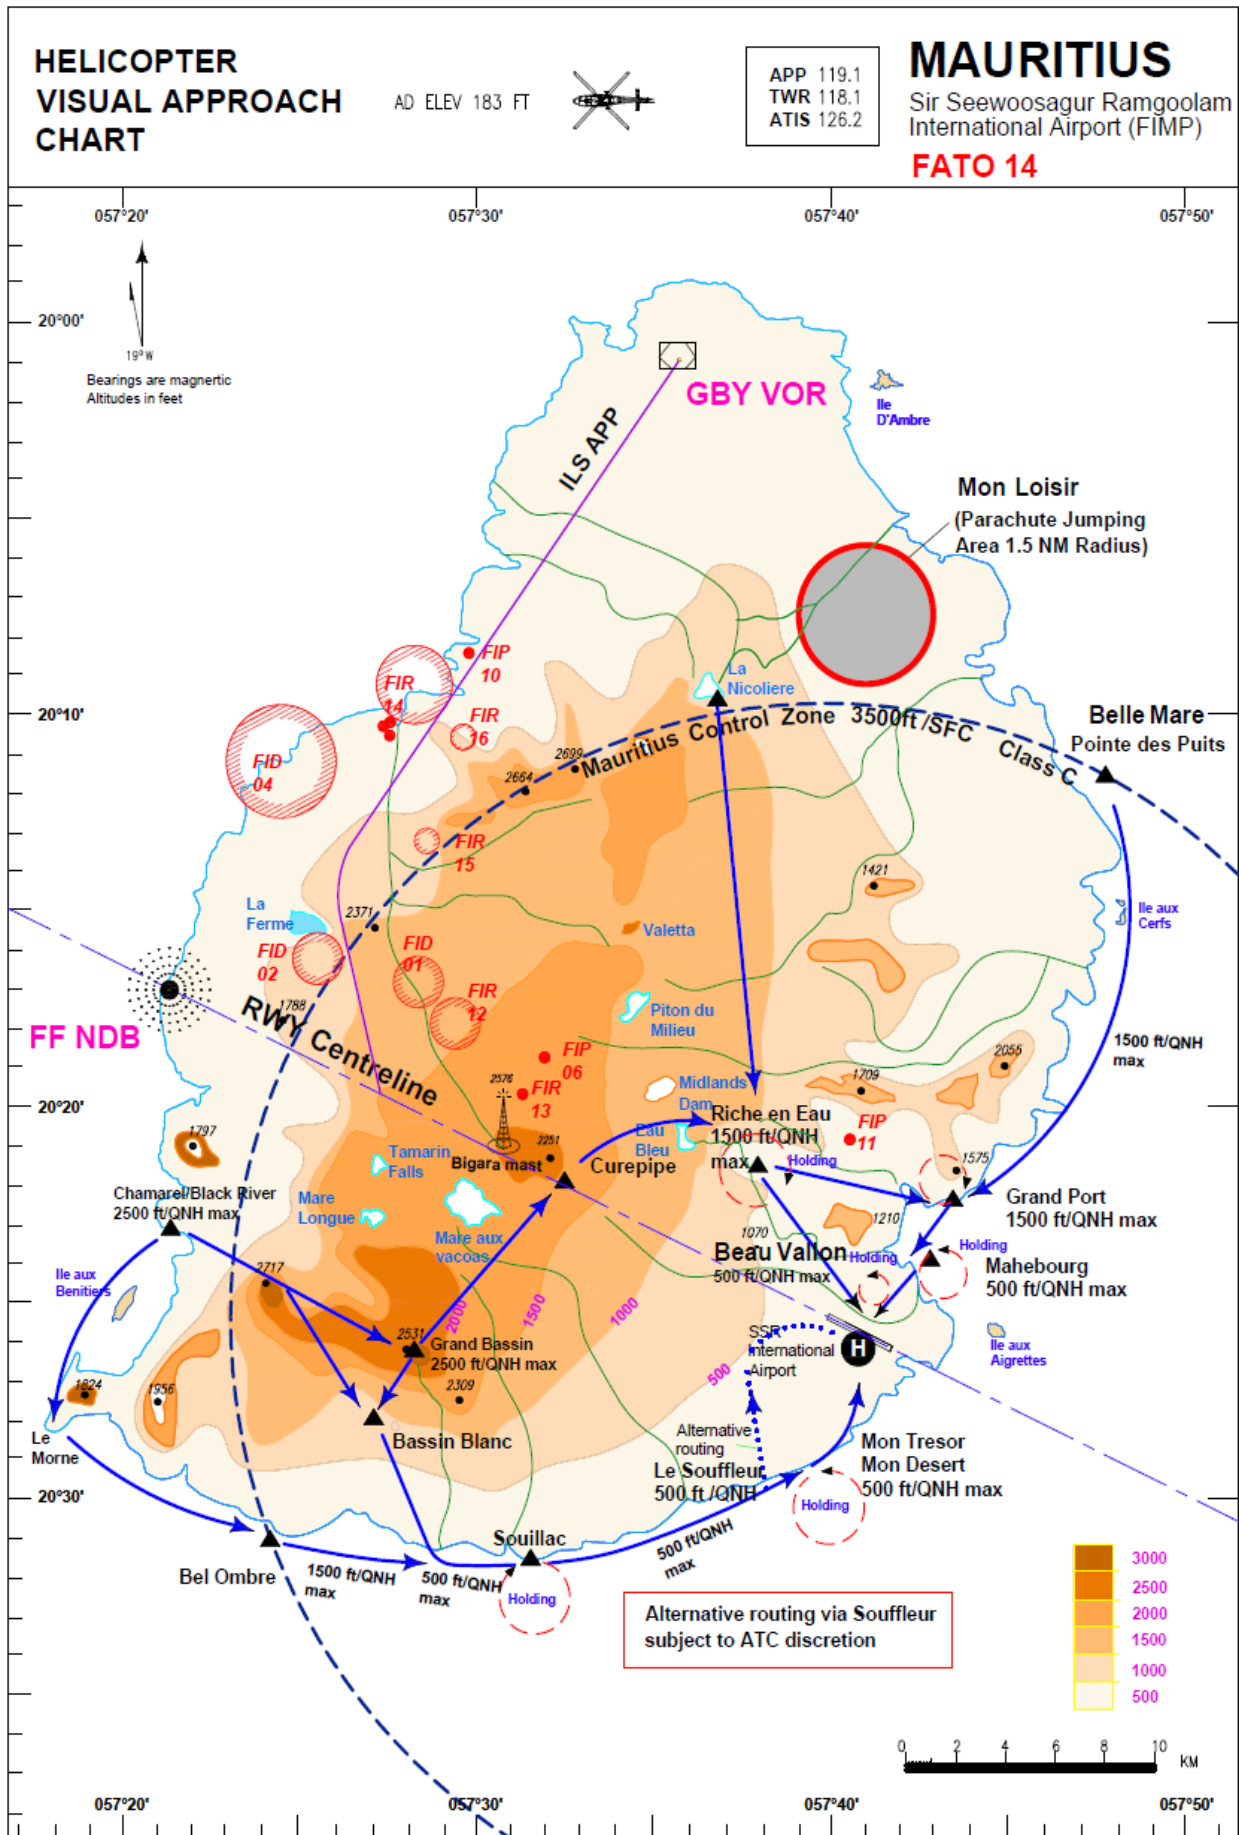 HELICOPTER
VISUAL APPROACH
CHART
AD ELEV 183 FT
APP 119.1
TWR 118.1
ATIS 126.2
MAURITIUS
Sir Seewoosagur Ramgoolam
International Airport (FIMP)
FATO 14
057°20'
057°30'
057°40'
057°50'
20°00'
19° W
Bearings are magnertic
Altitudes in feet
GBY VOR
Ile
D'Ambre
ILS APP
Mon Loisir
(Parachute Jumping
Area 1.5 NM Radius)
FIP
10
FIR
14
FIR
16
La
Nicoliere
20°10'
Mauritius Control Zone 3500ft /SFC Class C
Belle Mare
Pointe des Puits
FID
04
2699
2664
FIR
15
1421
La
Ferme
2371
Valetta
Ile aux
Cerfs
FID
02
FID
01
FIR
12
1788
RWY Centreline
Piton du
Milieu
FF NDB
1500 ft/QNH
max
2055
FIP
06
2576
FIR
13
Midlands
Dam
1709
20°20'
Riche en Eau
1500 ft/QNH
max
FIP
11
Eau
Bleu
1797
2251
Bigara mast
Curepipe
Tamarin
Falls
Holding
1575
Chamarel/Black River
2500 ft/QNH max
Mare
Longue
Mare aux
vacoas
Grand Port
1500 ft/QNH max
1210
1070
Beau Vallon
500 ft/QNH max
Holding
Holding
Mahebourg
500 ft/QNH max
Ile aux
Benitiers
2717
2000
1500
1000
500
2531
Grand Bassin
2500 ft/QNH max
SSR
International
Airport
H
Ile aux
Aigrettes
1824
1956
2309
Bassin Blanc
Alternative
routing
Le Souffleur
500 ft /QNH
Mon Tresor
Mon Desert
500 ft/QNH max
Le
Morne
20°30'
Holding
Souillac
500 ft/QNH
max
Bel Ombre
1500 ft/QNH
max
500 ft/QNH
max
Holding
Alternative routing via Souffleur
subject to ATC discretion
3000
2500
2000
1500
1000
500
0 2 4 6 8 10
KM
057°20'
057°30'
057°40'
057°50'